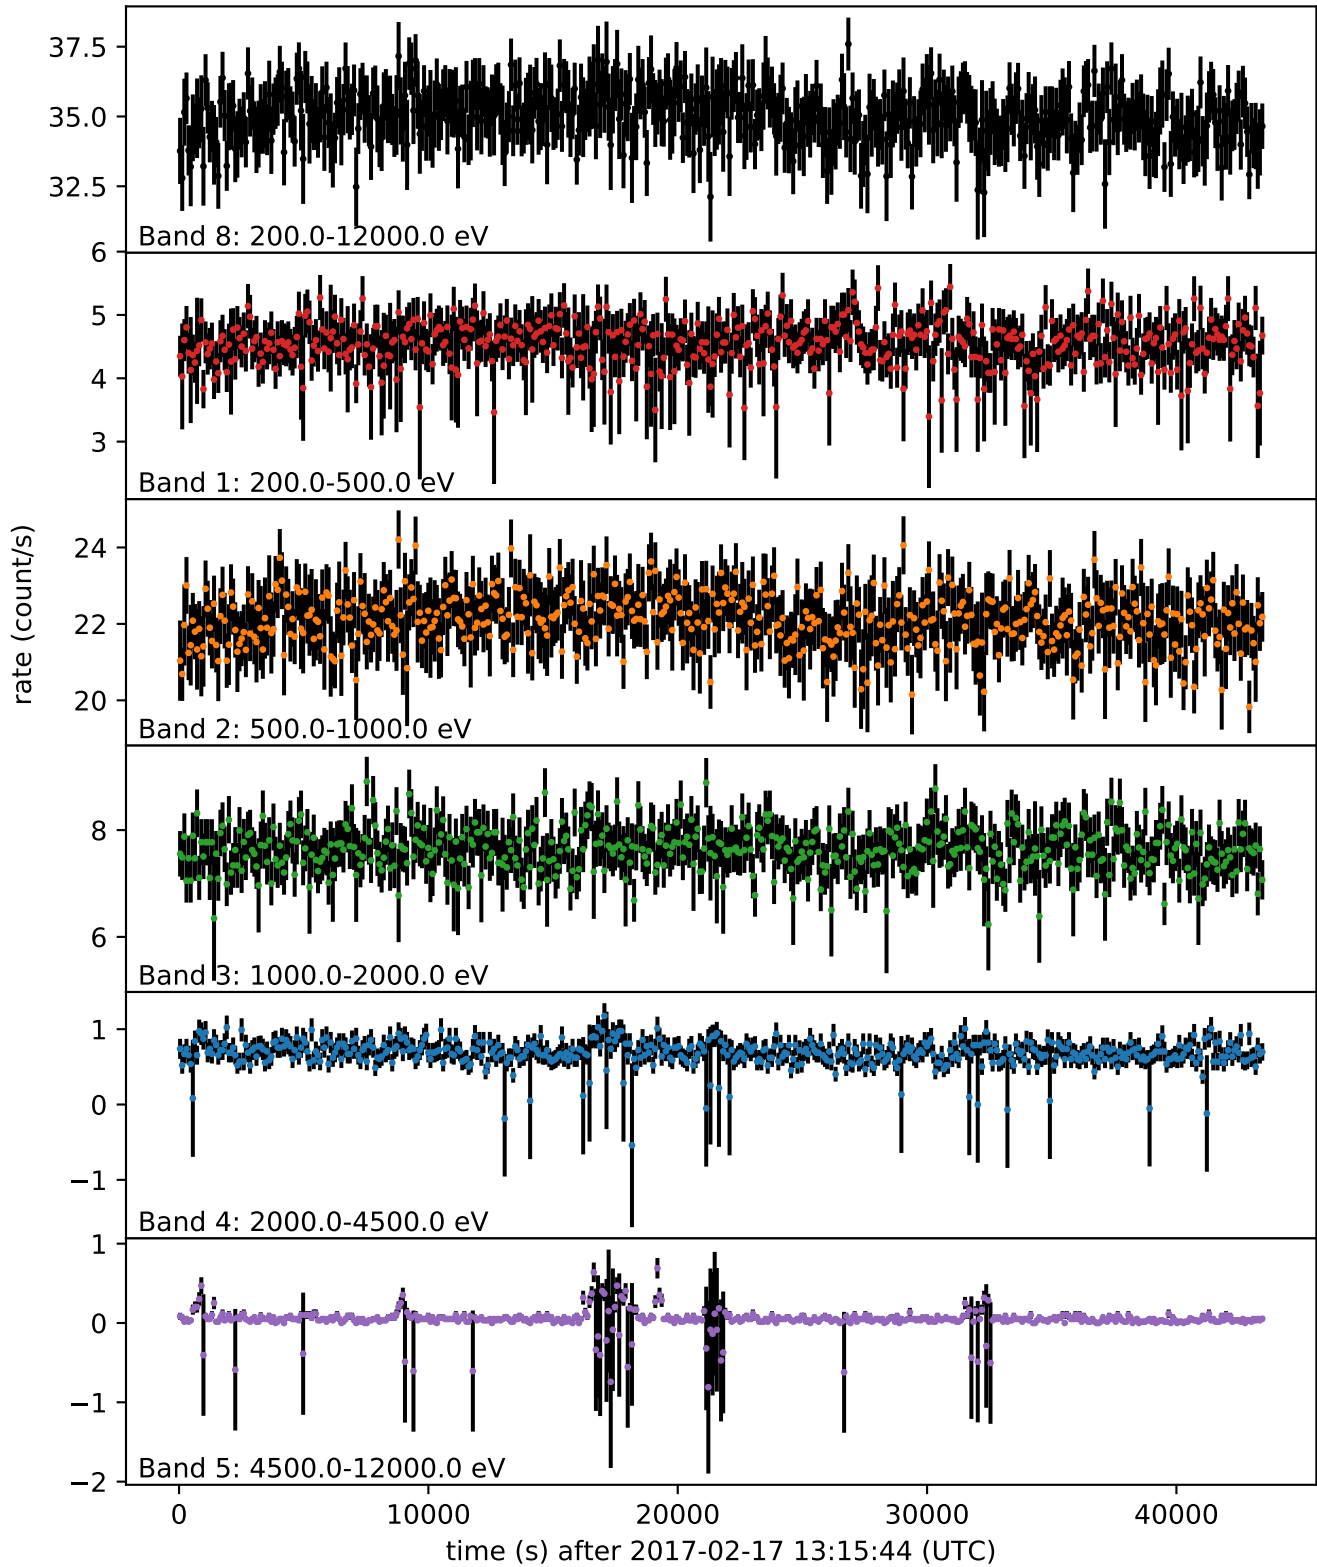 37.5
35.0
32.5
Band 8: 200.0-12000.0 eV
6
5
4
3
Band 1: 200.0-500.0 eV
24
22
20
Band 2: 500.0-1000.0 eV
rate (count/s)
8
6
Band 3: 1000.0-2000.0 eV
1
0
−1
Band 4: 2000.0-4500.0 eV
1
0
−1
−2
Band 5: 4500.0-12000.0 eV
0 10000 20000 30000 40000
time (s) after 2017-02-17 13:15:44 (UTC)